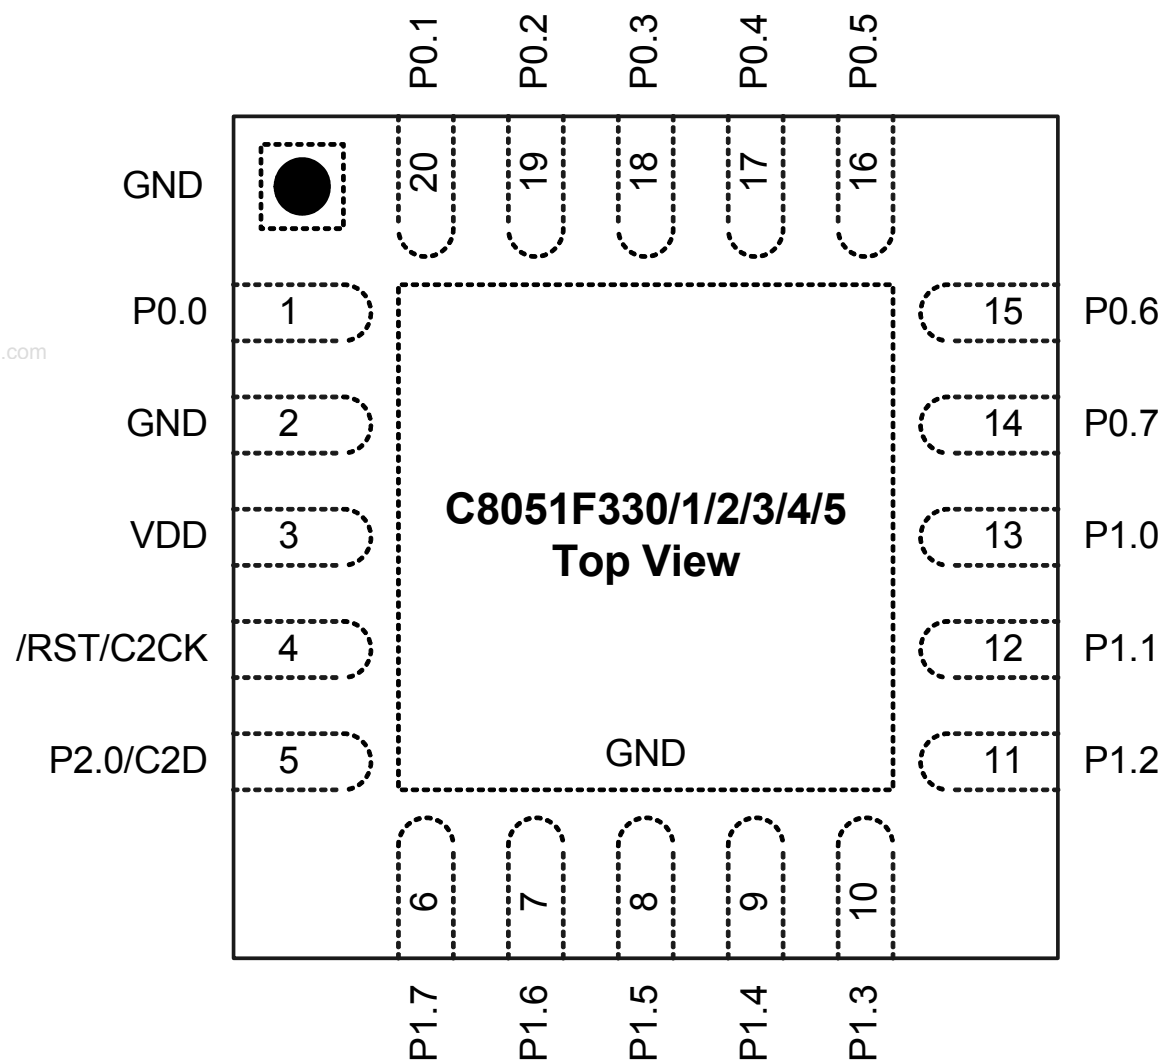 P0.1
P0.2
P0.3
P0.4
P0.5
20
19
18
17
16
GND
P0.0
1
15
P0.6
.com
GND
2
14
P0.7
C8051F330/1/2/3/4/5
Top View
VDD
3
13
P1.0
/RST/C2CK
4
12
P1.1
P2.0/C2D
5
GND
11
P1.2
6
7
8
9
10
P1.7
P1.6
P1.5
P1.4
P1.3